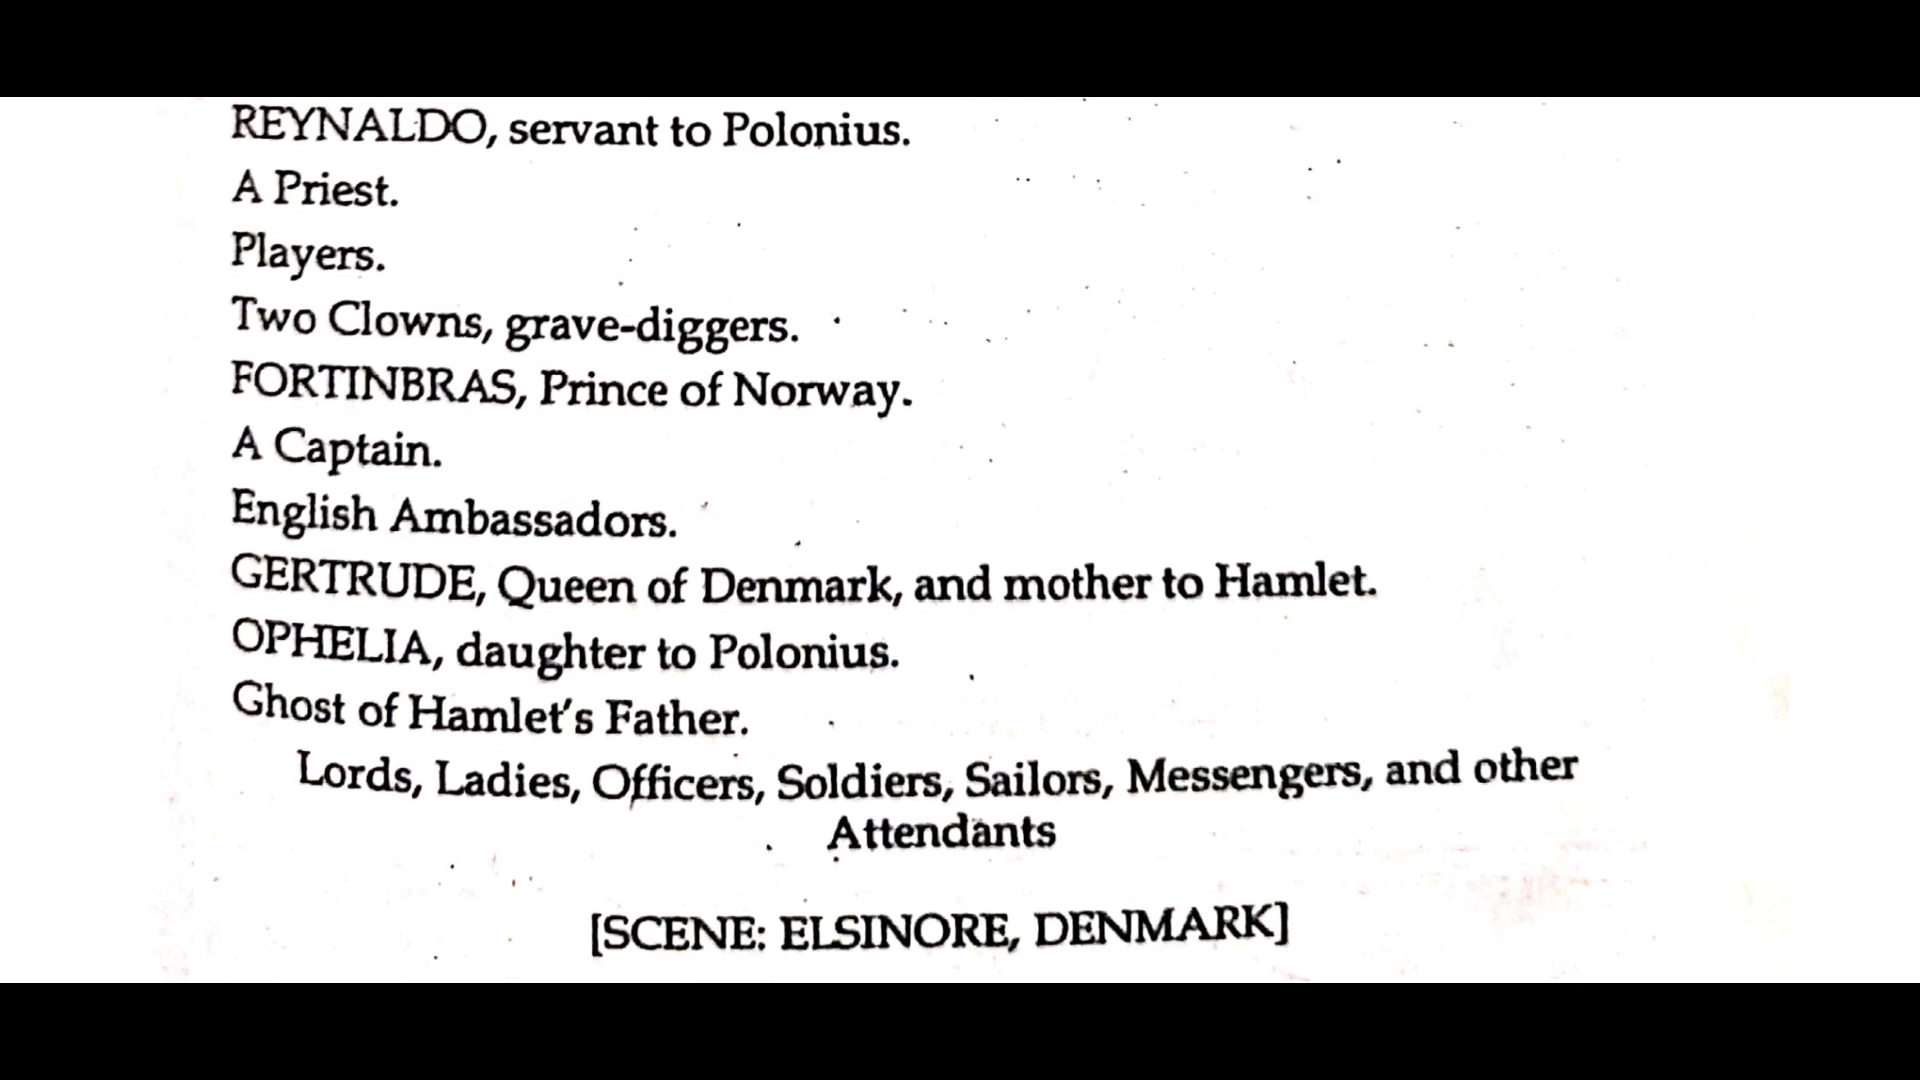 REYNALDO, servant to Polonius.
A Priest.
Players.
Two Clowns, grave-diggers.
FORTINBRAS, Prince of Norway.
A Captain.
English Ambassadors.
GERTRUDE, Queen of Denmark, and mother to Hamlet.
OPHELIA, daughter to Polonius.
Ghost of Hamlet's Father.
Lords, Ladies, Officers, Soldiers, Sailors, Messengers, and other
Attendants
[SCENE: ELSINORE, DENMARK]